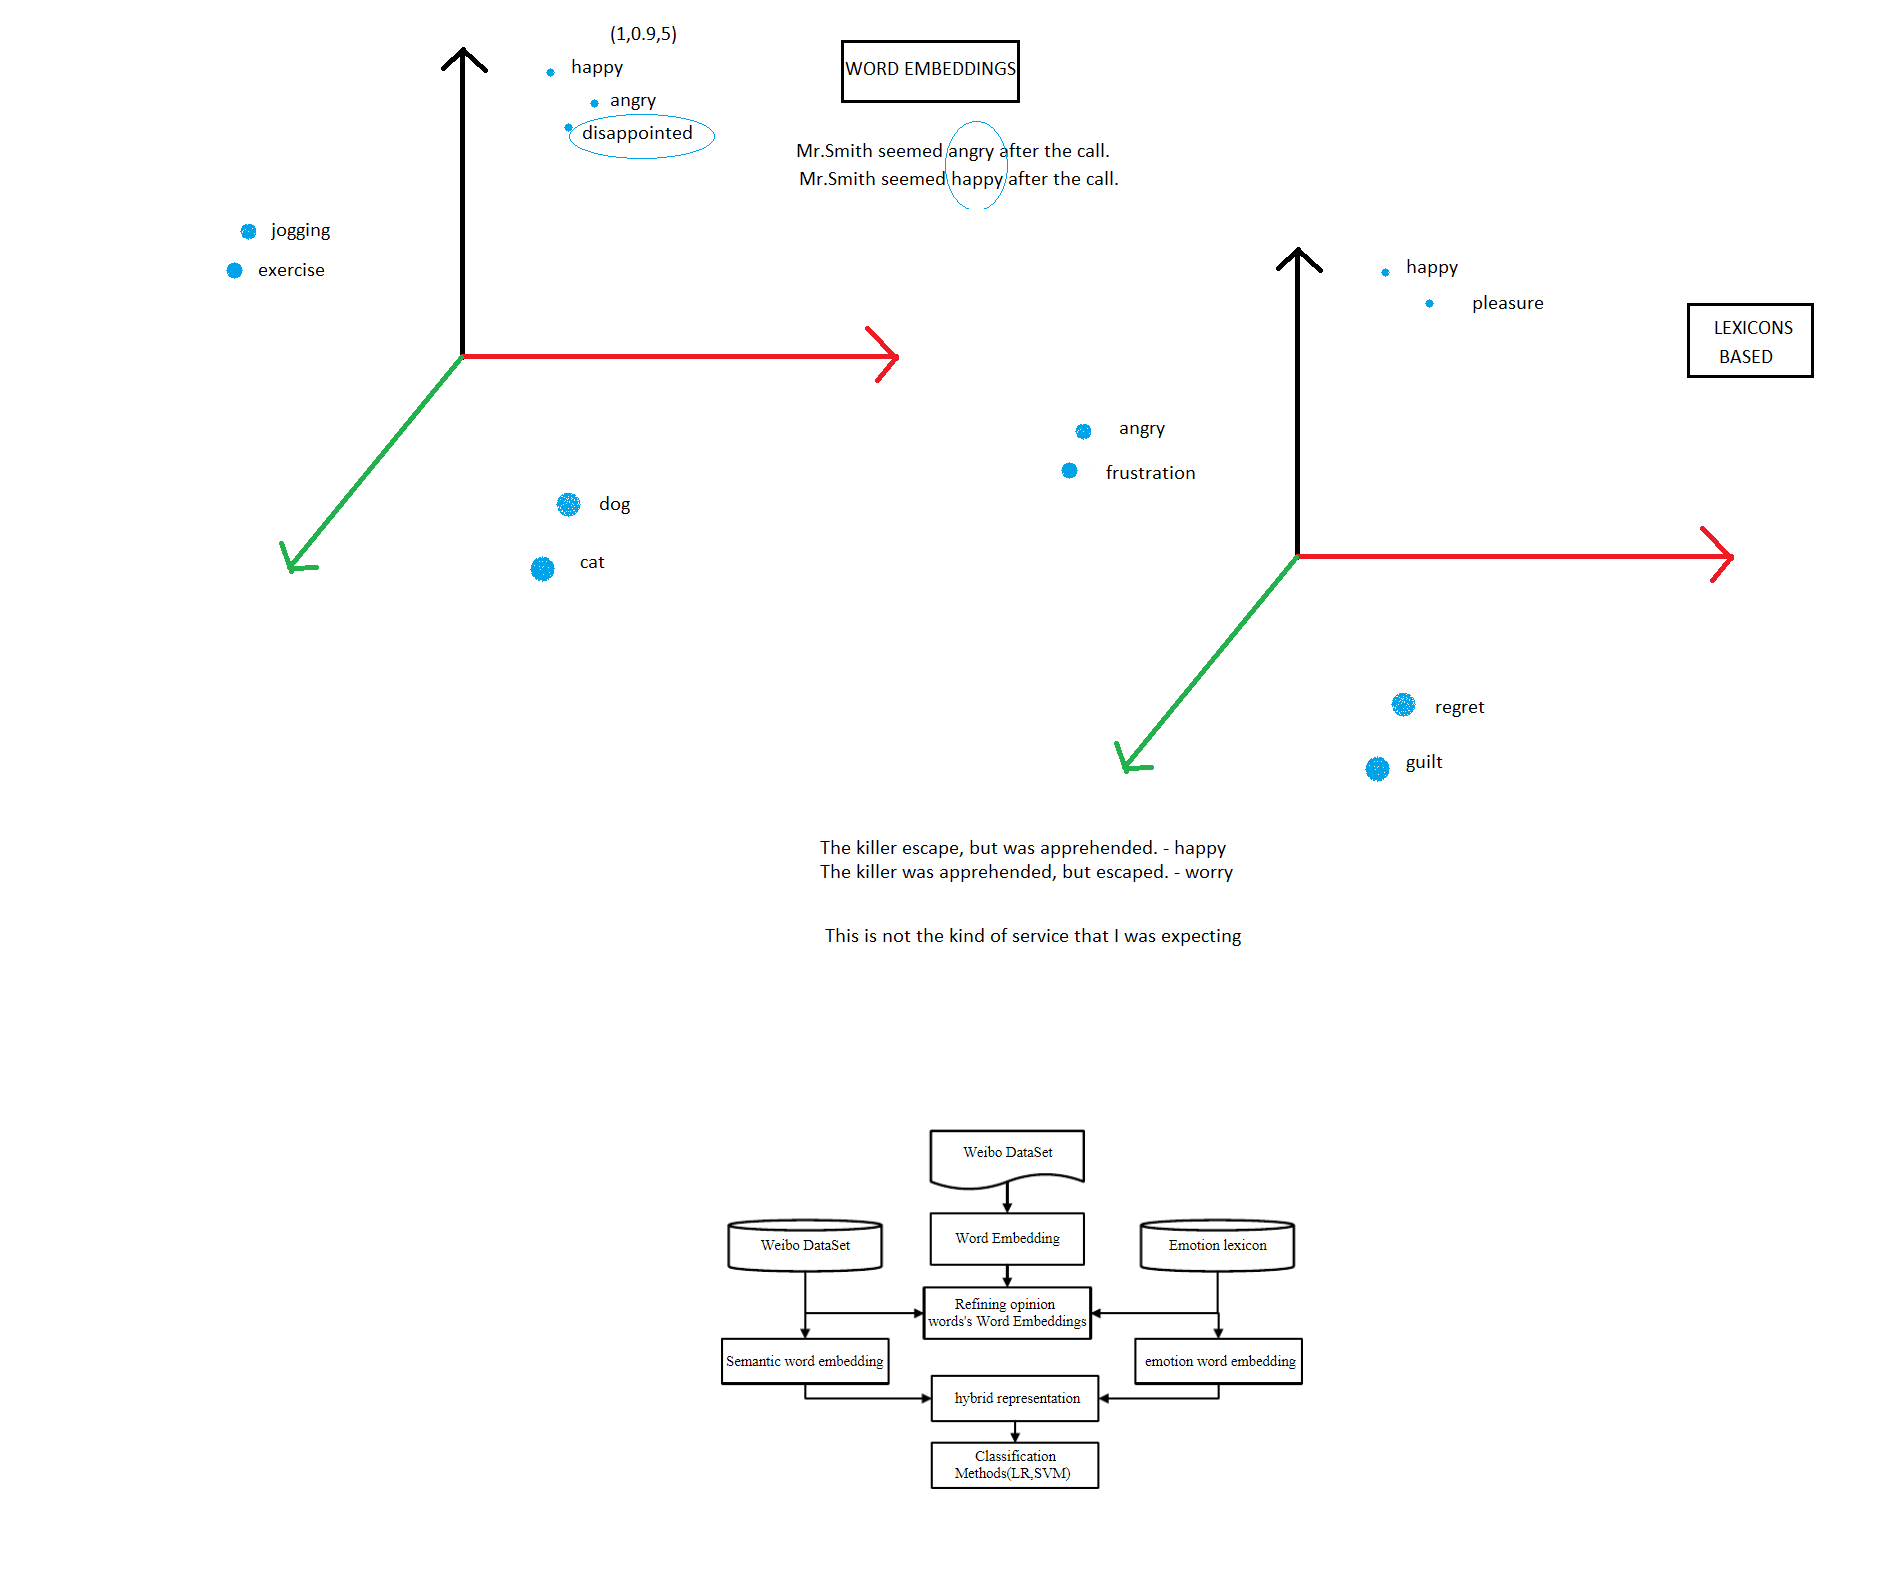 (1,0.9,5)
happy
angry
disappointed
WORD EMBEDDINGS
Mr.Smith seemed angry after the call.
Mr.Smith seemed happy after the call.
jogging
exercise
dog
cat
happy
pleasure
LEXICONS
BASED
angry
frustration
regret
guilt
The killer escape, but was apprehended. - happy
The killer was apprehended, but escaped. - worry
This is not the kind of service that I was expecting
Weibo DataSet
Weibo DataSet
Word Embedding
Emotion lexicon
Refining opinion
words's Word Embeddings
Semantic word embedding
emotion word embedding
hybrid representation
Classification
Methods(LR,SVM)